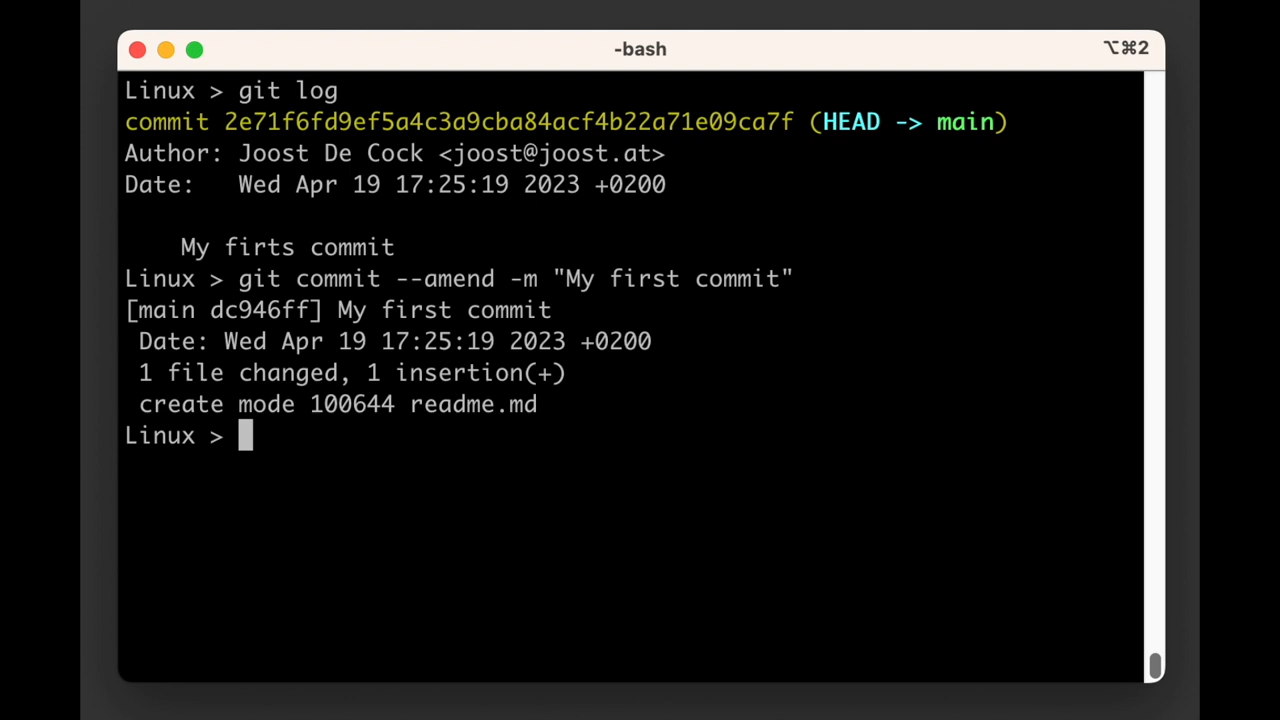 -bash
⌥⌘2
Linux > git log
commit 2e71f6fd9ef5a4c3a9cba84acf4b22a71e09ca7f (HEAD -> main)
Author: Joost De Cock <joost@joost.at>
Date:   Wed Apr 19 17:25:19 2023 +0200
    My firts commit
Linux > git commit --amend -m "My first commit"
[main dc946ff] My first commit
 Date: Wed Apr 19 17:25:19 2023 +0200
 1 file changed, 1 insertion(+)
 create mode 100644 readme.md
Linux >